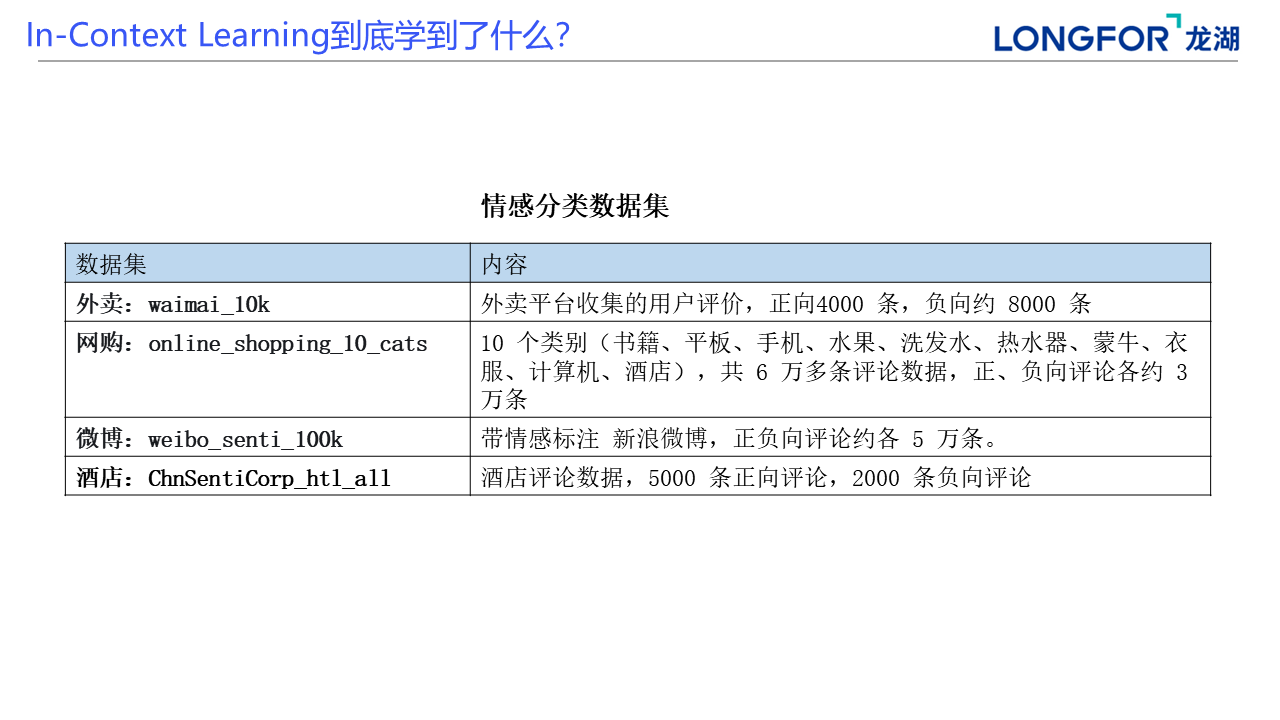 In-Context Learning到底学到了什么？
LONGFOR 龙湖
情感分类数据集
数据集
内容
外卖：waimai_10k
外卖平台收集的用户评价，正向4000 条，负向约 8000 条
网购：online_shopping_10_cats
10 个类别（书籍、平板、手机、水果、洗发水、热水器、蒙牛、衣
服、计算机、酒店），共 6 万多条评论数据，正、负向评论各约 3
万条
微博：weibo_senti_100k
带情感标注 新浪微博，正负向评论约各 5 万条。
酒店：ChnSentiCorp_htl_all
酒店评论数据，5000 条正向评论，2000 条负向评论